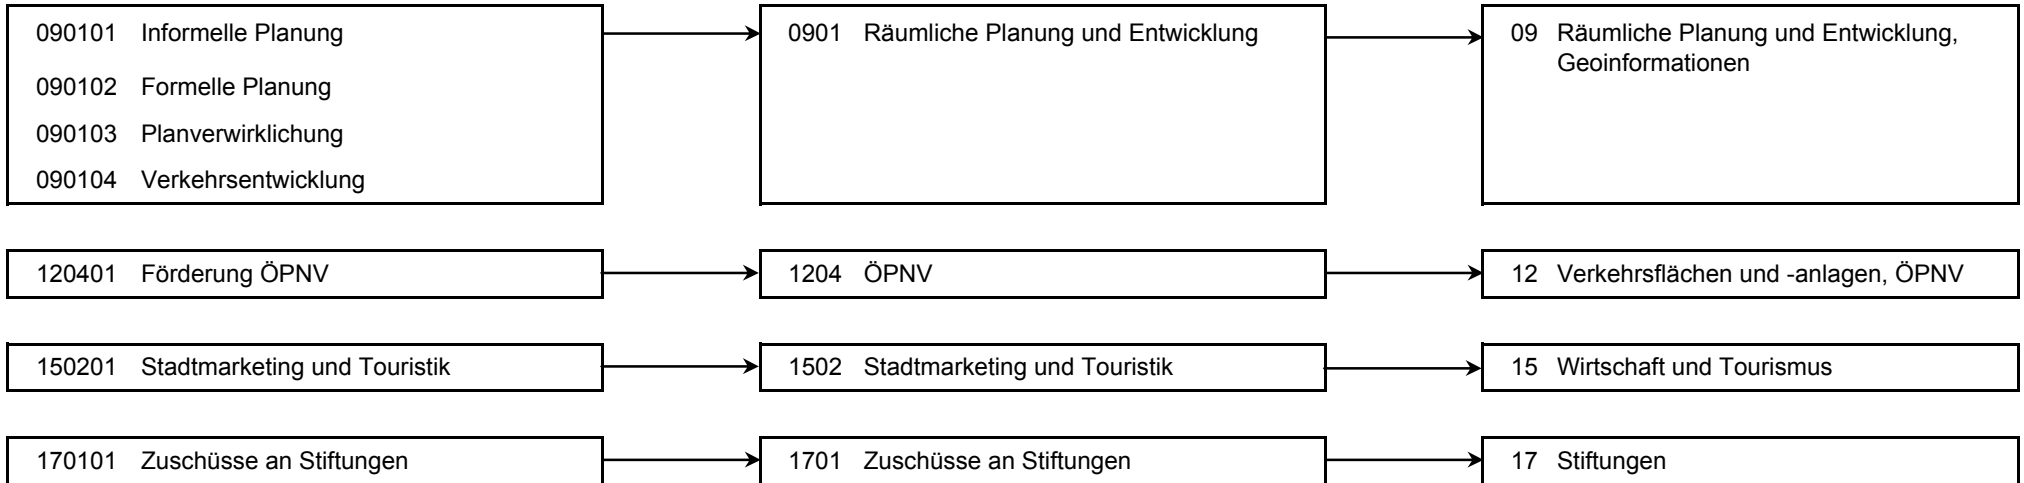 090101 Informelle Planung
090102 Formelle Planung
090103 Planverwirklichung
090104 Verkehrsentwicklung
0901 Räumliche Planung und Entwicklung
09 Räumliche Planung und Entwicklung,
Geoinformationen
120401 Förderung ÖPNV
1204 ÖPNV
12 Verkehrsflächen und -anlagen, ÖPNV
150201 Stadtmarketing und Touristik
1502 Stadtmarketing und Touristik
15 Wirtschaft und Tourismus
170101 Zuschüsse an Stiftungen
1701 Zuschüsse an Stiftungen
17 Stiftungen